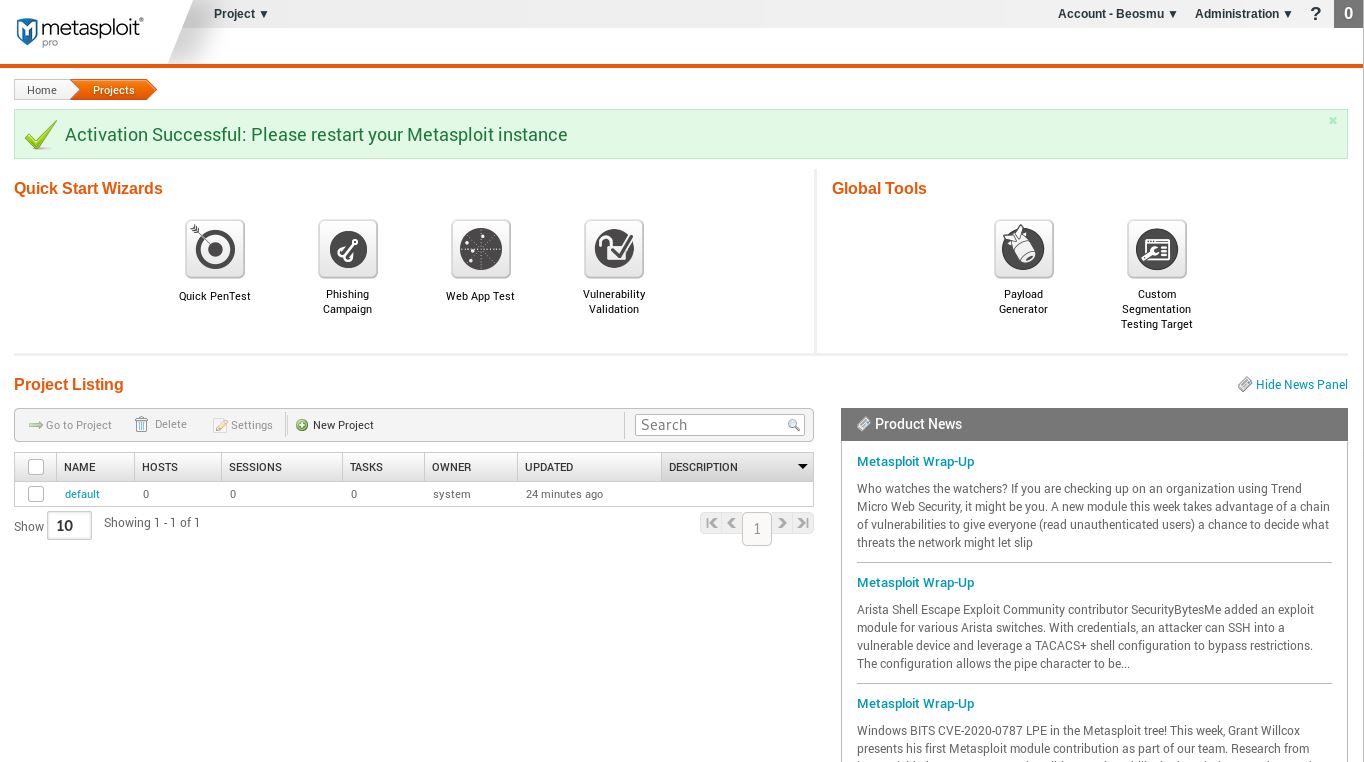 Project ▼
Account - Beosmu ▼
Administration ▼
?
0
metasploit®
pro
Home
Projects
Activation Successful: Please restart your Metasploit instance
Quick Start Wizards
Quick PenTest
Phishing
Campaign
Web App Test
Vulnerability
Validation
Global Tools
Payload
Generator
Custom
Segmentation
Testing Target
Project Listing
Hide News Panel
Go to Project
Delete
Settings
New Project
Search
NAME HOSTS SESSIONS TASKS OWNER UPDATED DESCRIPTION
default 0 0 0 system 24 minutes ago
Show 10 Showing 1 - 1 of 1
1
Product News
Metasploit Wrap-Up
Who watches the watchers? If you are checking up on an organization using Trend
Micro Web Security, it might be you. A new module this week takes advantage of a chain
of vulnerabilities to give everyone (read unauthenticated users) a chance to decide what
threats the network might let slip
Metasploit Wrap-Up
Arista Shell Escape Exploit Community contributor SecurityBytesMe added an exploit
module for various Arista switches. With credentials, an attacker can SSH into a
vulnerable device and leverage a TACACS+ shell configuration to bypass restrictions.
The configuration allows the pipe character to be...
Metasploit Wrap-Up
Windows BITS CVE-2020-0787 LPE in the Metasploit tree! This week, Grant Willcox
presents his first Metasploit module contribution as part of our team. Research from